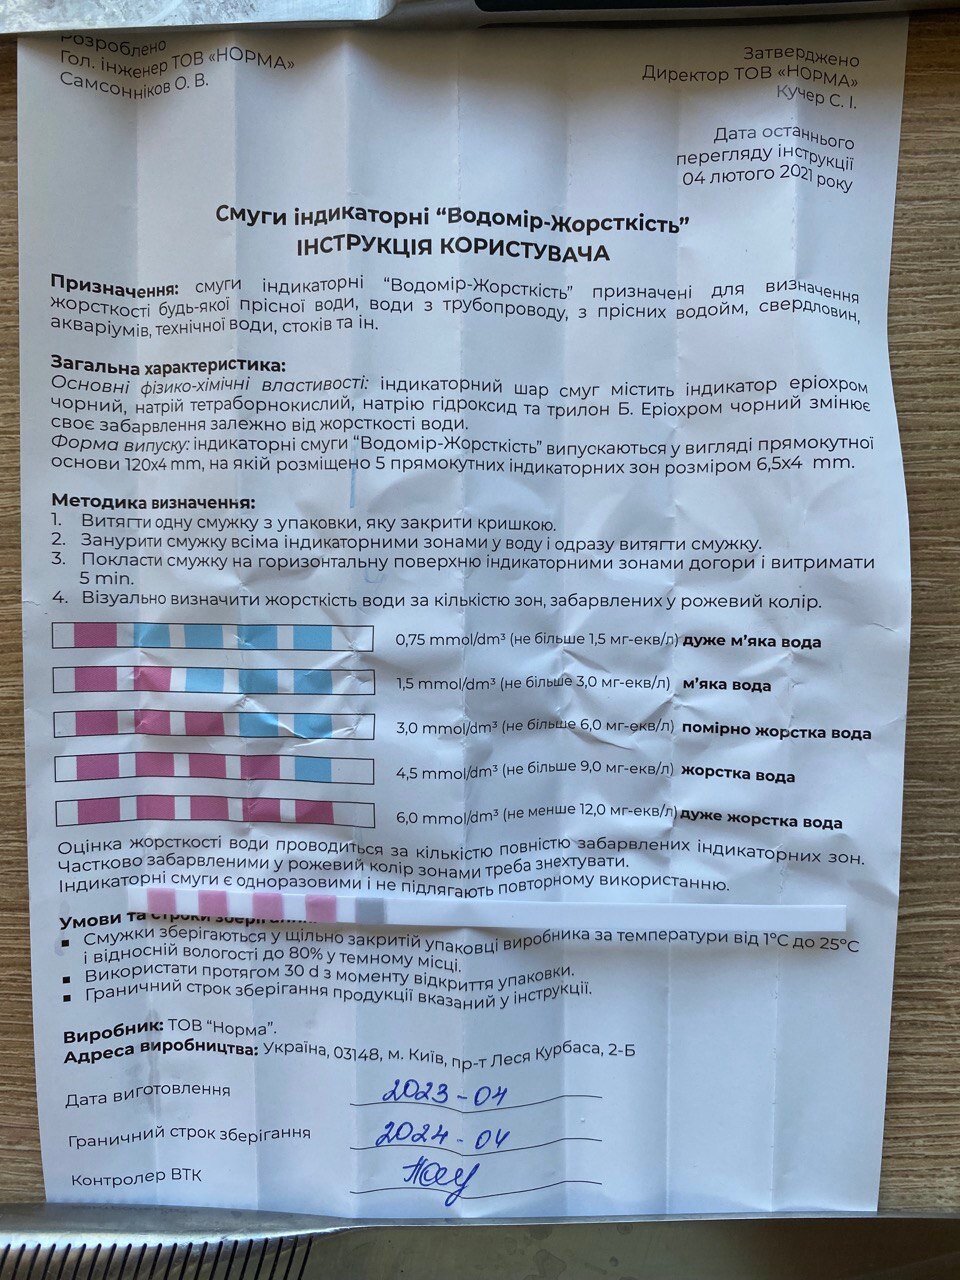 Розроблено
Гол. інженер ТОВ «НОРМА»
Самсонніков О. В.
Затверджено
Директор ТОВ «НОРМА»
Кучер С. І.
Дата останнього
перегляду інструкції
04 лютого 2021 року
Смуги індикаторні “Водомір-Жорсткість”
ІНСТРУКЦІЯ КОРИСТУВАЧА
Призначення: смуги індикаторні “Водомір-Жорсткість” призначені для визначення
жорсткості будь-якої прісної води, води з трубопроводу, з прісних водойм, свердловин,
акваріумів, технічної води, стоків та ін.
Загальна характеристика:
Основні фізико-хімічні властивості: індикаторний шар смуг містить індикатор еріохром
чорний, натрій тетраборнокислий, натрію гідроксид та трилон Б. Еріохром чорний змінює
своє забарвлення залежно від жорсткості води.
Форма випуску: індикаторні смуги “Водомір-Жорсткість” випускаються у вигляді прямокутної
основи 120x4 mm, на якій розміщено 5 прямокутних індикаторних зон розміром 6,5x4 mm.
Методика визначення:
1. Витягти одну смужку з упаковки, яку закрити кришкою.
2. Занурити смужку всіма індикаторними зонами у воду і одразу витягти смужку.
3. Покласти смужку на горизонтальну поверхню індикаторними зонами догори і витримати
5 min.
4. Візуально визначити жорсткість води за кількістю зон, забарвлених у рожевий колір.
0,75 mmol/dm³ (не більше 1,5 мг-екв/л) дуже м’яка вода
1,5 mmol/dm³ (не більше 3,0 мг-екв/л) м’яка вода
3,0 mmol/dm³ (не більше 6,0 мг-екв/л) помірно жорстка вода
4,5 mmol/dm³ (не більше 9,0 мг-екв/л) жорстка вода
6,0 mmol/dm³ (не менше 12,0 мг-екв/л) дуже жорстка вода
Оцінка жорсткості води проводиться за кількістю повністю забарвлених індикаторних зон.
Частково забарвленими у рожевий колір зонами треба знехтувати.
Індикаторні смуги є одноразовими і не підлягають повторному використанню.
Умови та строки зберігання:
▪ Смужки зберігаються у щільно закритій упаковці виробника за температури від 1°С до 25°С
і відносній вологості до 80% у темному місці.
▪ Використати протягом 30 d з моменту відкриття упаковки.
▪ Граничний строк зберігання продукції вказаний у інструкції.
Виробник: ТОВ “Норма”.
Адреса виробництва: Україна, 03148, м. Київ, пр-т Леся Курбаса, 2-Б
Дата виготовлення 2023-04
Граничний строк зберігання 2024-04
Контролер ВТК